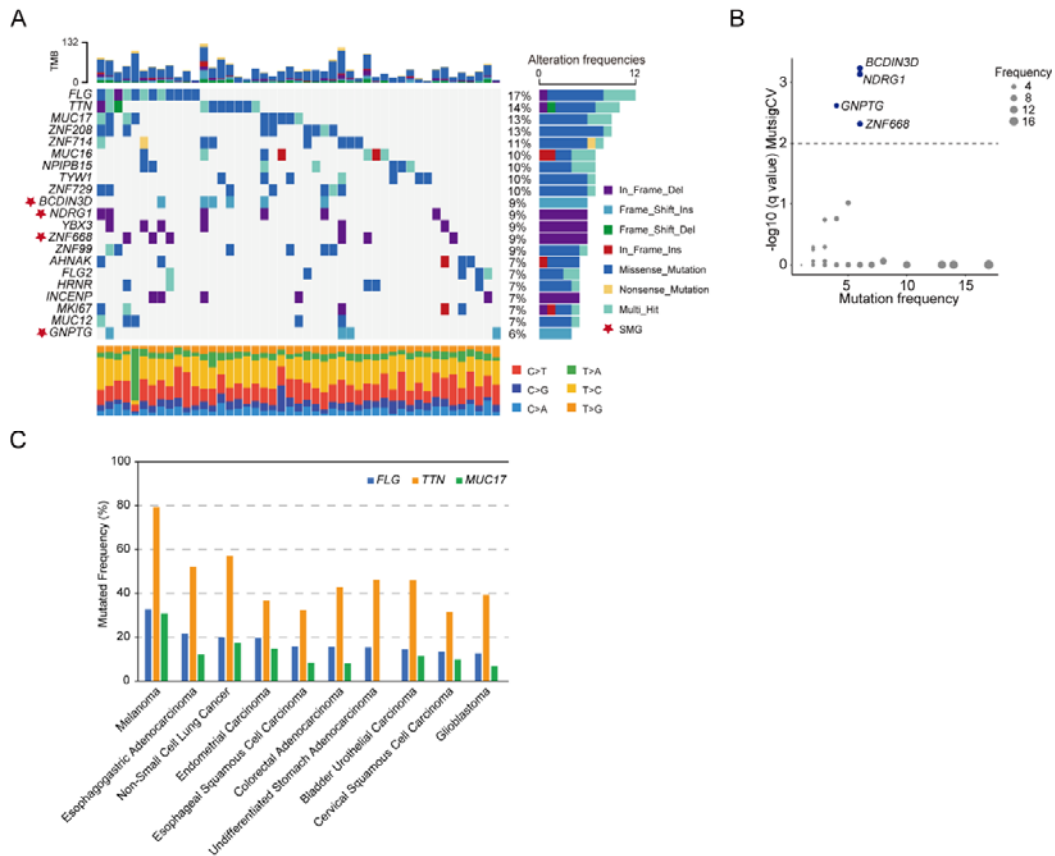 A
TMB
132
0
Alteration frequencies
0 12
FLG 17%
TTN 14%
MUC17 13%
ZNF208 13%
ZNF714 11%
MUC16 10%
NPIPB15 10%
TYW1 10%
ZNF729 10%
BCDIN3D 9%
NDRG1 9%
YBX3 9%
ZNF668 9%
ZNF99 9%
AHNAK 7%
FLG2 7%
HRNR 7%
INCENP 7%
MKI67 7%
MUC12 7%
GNPTG 6%
In_Frame_Del
Frame_Shift_Ins
Frame_Shift_Del
In_Frame_Ins
Missense_Mutation
Nonsense_Mutation
Multi_Hit
SMG
C>T T>A
C>G T>C
C>A T>G
B
-log10 (q value) MutsigCV
3
2
1
0
BCDIN3D
NDRG1
GNPTG
ZNF668
5 10 15
Mutation frequency
Frequency
4
8
12
16
C
Mutated Frequency (%)
100
80
60
40
20
0
FLG TTN MUC17
Melanoma
Esophagogastric Adenocarcinoma
Non-Small Cell Lung Cancer
Endometrial Carcinoma
Esophageal Squamous Cell Carcinoma
Colorectal Adenocarcinoma
Undifferentiated Stomach Adenocarcinoma
Bladder Urothelial Carcinoma
Cervical Squamous Cell Carcinoma
Glioblastoma